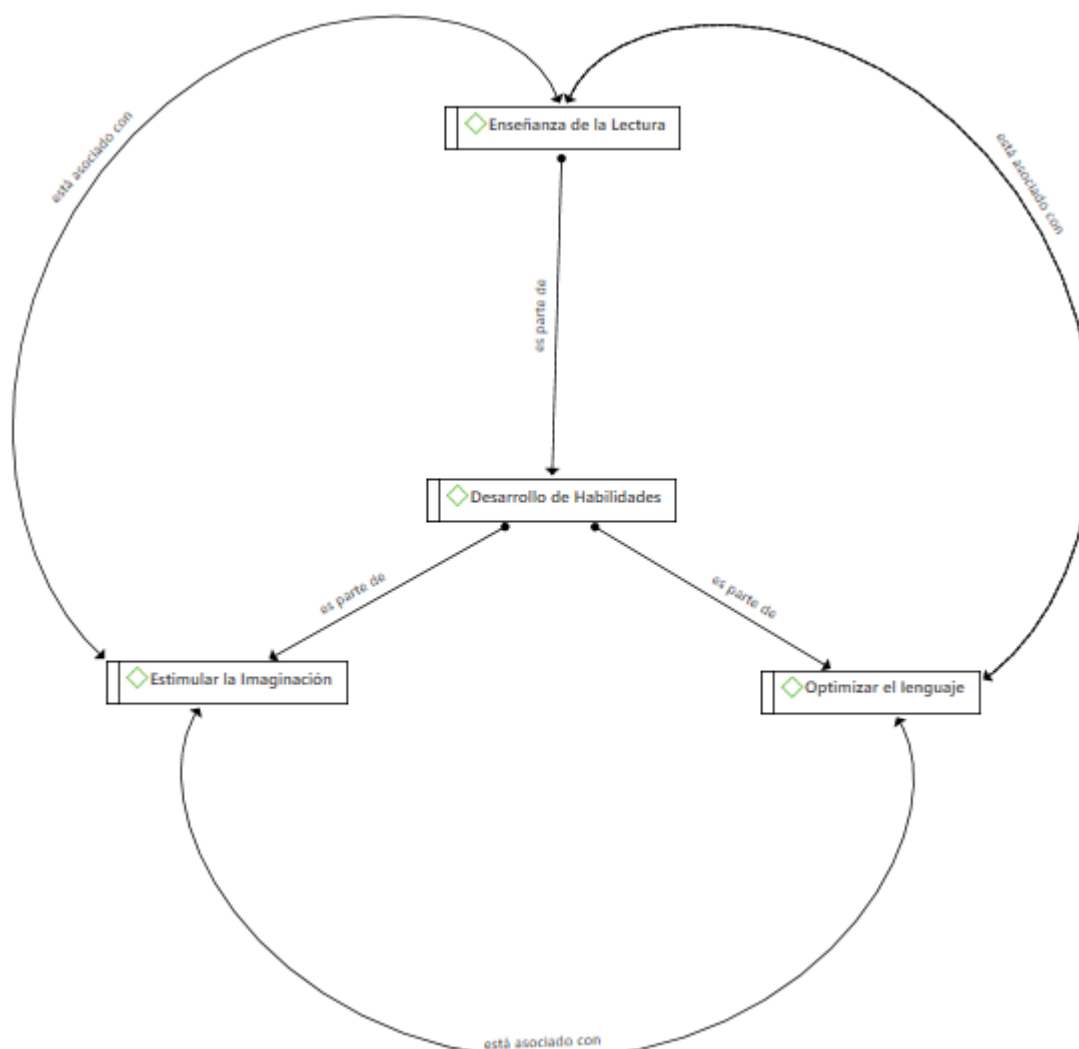 Enseñanza de la Lectura
está asociado con
está asociado con
es parte de
Desarrollo de Habilidades
es parte de
es parte de
Estimular la Imaginación
Optimizar el lenguaje
está asociado con